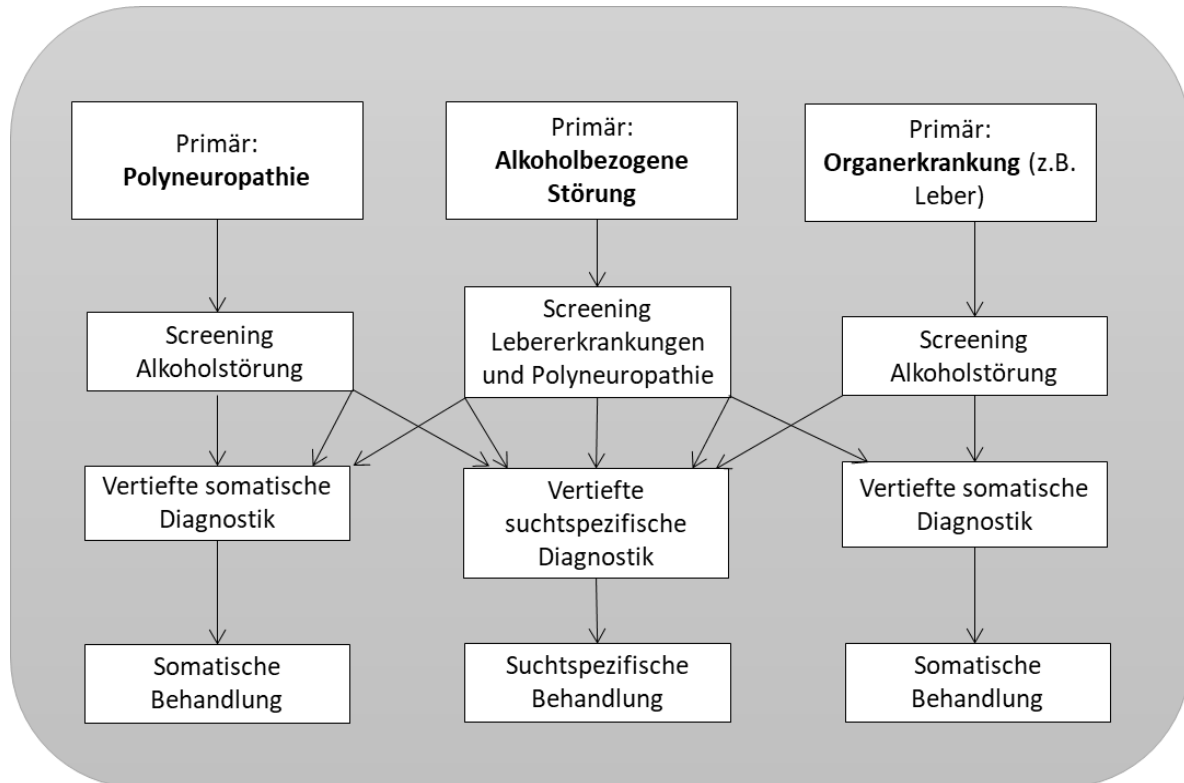 Primär:
Polyneuropathie
Primär:
Alkoholbezogene
Störung
Primär:
Organerkrankung (z.B.
Leber)
Screening
Alkoholstörung
Screening
Lebererkrankungen
und Polyneuropathie
Screening
Alkoholstörung
Vertiefte somatische
Diagnostik
Vertiefte
suchtspezifische
Diagnostik
Vertiefte somatische
Diagnostik
Somatische
Behandlung
Suchtspezifische
Behandlung
Somatische
Behandlung